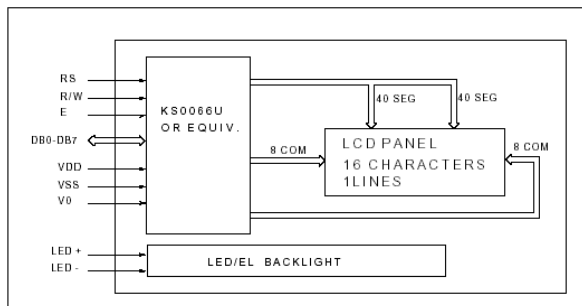 RS
R/W
E
DB0-DB7
VDD
VSS
V0
LED +
LED -
KS0066U
OR EQUIV.
40 SEG
40 SEG
8 COM
8 COM
LCD PANEL
16 CHARACTERS
1LINES
LED/EL BACKLIGHT